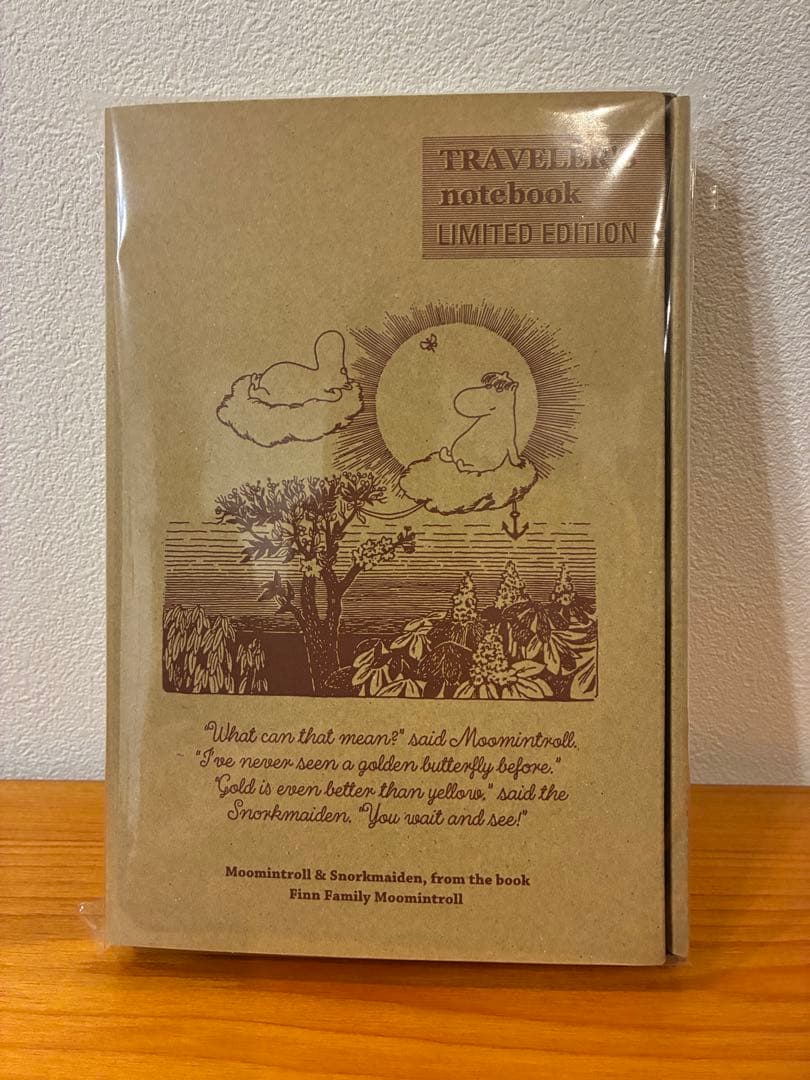 TRAVELER'S
notebook
LIMITED EDITION
"What can that mean?" said Moomintroll.
"I've never seen a golden butterfly before."
"Gold is even better than yellow," said the
Snorkmaiden. "You wait and see!"
Moomintroll & Snorkmaiden, from the book
Finn Family Moomintroll